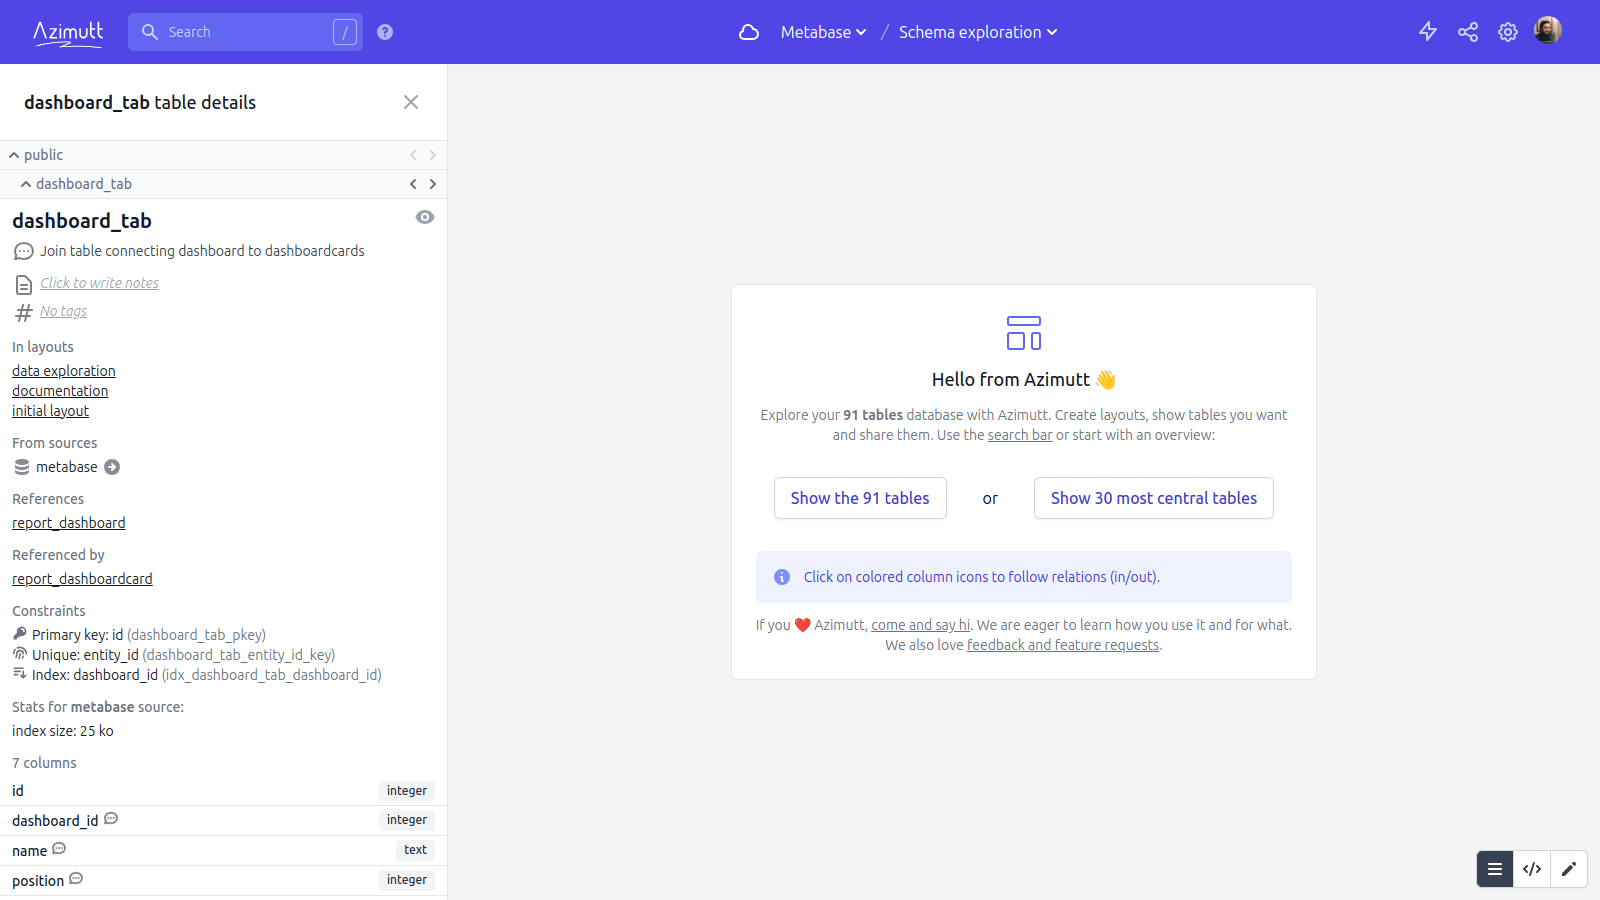 Azimutt
Search
/
?
Metabase
/
Schema exploration
dashboard_tab table details
public
dashboard_tab
dashboard_tab
Join table connecting dashboard to dashboardcards
Click to write notes
No tags
In layouts
data exploration
documentation
initial layout
From sources
metabase
References
report_dashboard
Referenced by
report_dashboardcard
Constraints
Primary key: id (dashboard_tab_pkey)
Unique: entity_id (dashboard_tab_entity_id_key)
Index: dashboard_id (idx_dashboard_tab_dashboard_id)
Stats for metabase source:
index size: 25 ko
7 columns
id integer
dashboard_id integer
name text
position integer
Hello from Azimutt 👋
Explore your 91 tables database with Azimutt. Create layouts, show tables you want
and share them. Use the search bar or start with an overview:
Show the 91 tables or Show 30 most central tables
Click on colored column icons to follow relations (in/out).
If you ❤️ Azimutt, come and say hi. We are eager to learn how you use it and for what.
We also love feedback and feature requests.